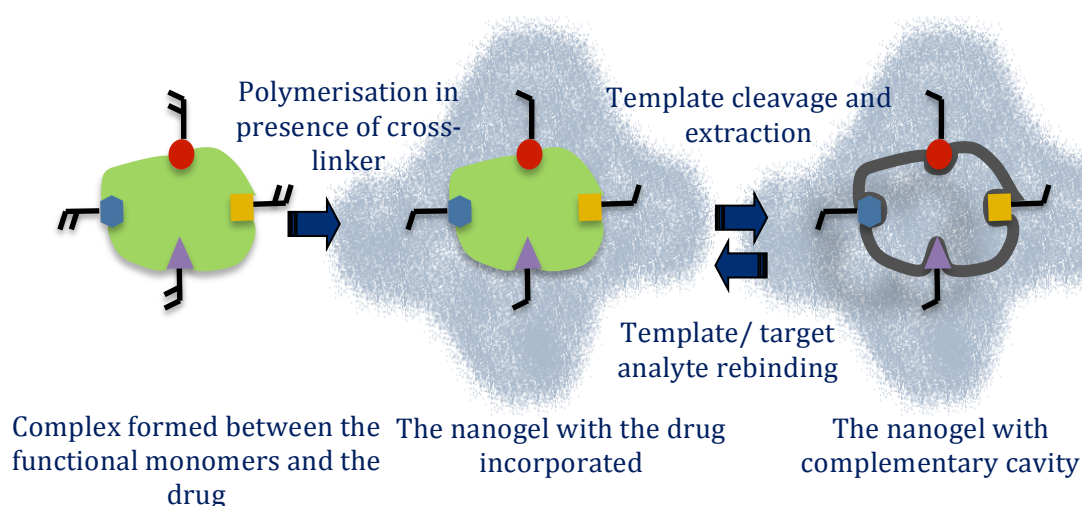 Polymerisation in
presence of cross-
linker
Template cleavage and
extraction
Template/ target
analyte rebinding
Complex formed between the
functional monomers and the
drug
The nanogel with the drug
incorporated
The nanogel with
complementary cavity